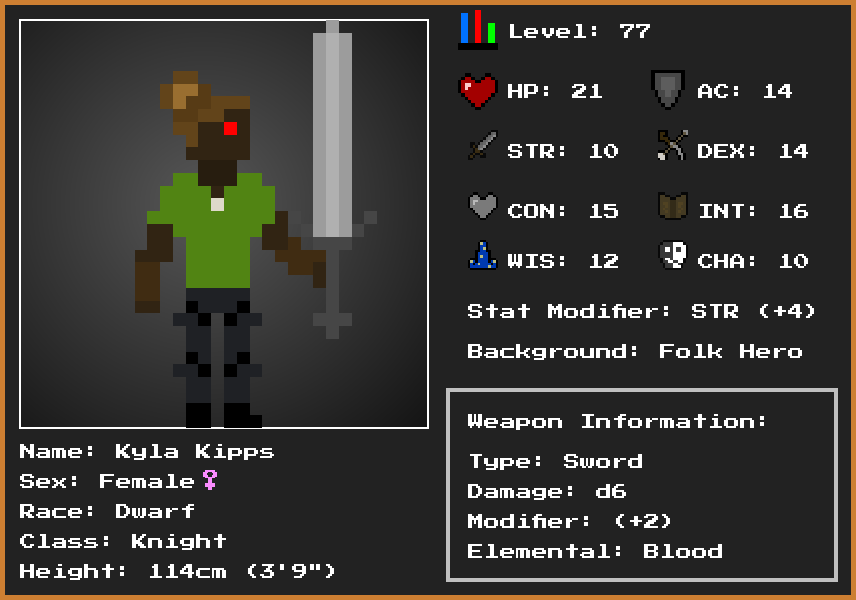 Level: 77
HP: 21
AC: 14
STR: 10
DEX: 14
CON: 15
INT: 16
WIS: 12
CHA: 10
Stat Modifier: STR (+4)
Background: Folk Hero
Weapon Information:
Type: Sword
Damage: d6
Modifier: (+2)
Elemental: Blood
Name: Kyla Kipps
Sex: Female♀
Race: Dwarf
Class: Knight
Height: 114cm (3'9")